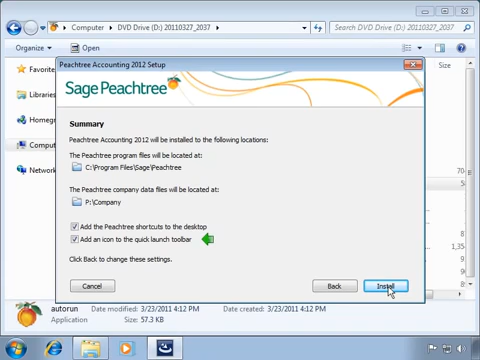 Computer ▸ DVD Drive (D:) 20110327_2037
Search DVD Drive (D:) 20110327_2037
Organize ▾ Open
Size
Peachtree Accounting 2012 Setup
Sage Peachtree
Summary
Peachtree Accounting 2012 will be installed to the following locations:
The Peachtree program files will be located at:
C:\Program Files\Sage\Peachtree
The Peachtree company data files will be located at:
P:\Company
Add the Peachtree shortcuts to the desktop
Add an icon to the quick launch toolbar
Click Back to change these settings.
Cancel Back Install
Favorite
Libraries
Homegr
Comput
Networ
autorun Date modified: 3/23/2011 4:12 PM Date created: 3/23/2011 4:12 PM
Application Size: 57.3 KB